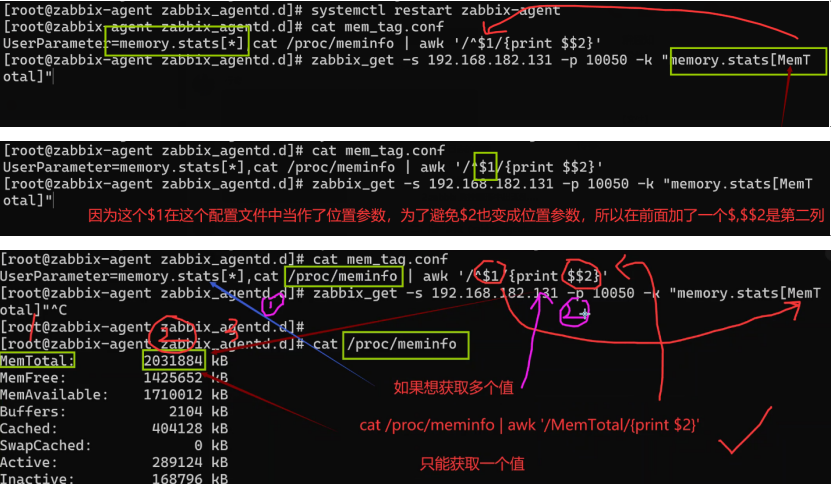 [root@zabbix-agent zabbix_agentd.d]# systemctl restart zabbix-agent
[root@zabbix-agent zabbix_agentd.d]# cat mem_tag.conf
UserParameter=memory.stats[*],cat /proc/meminfo | awk '/^$1/{print $$2}'
[root@zabbix-agent zabbix_agentd.d]# zabbix_get -s 192.168.182.131 -p 10050 -k "memory.stats[MemT
otal]"
[root@zabbix-agent zabbix_agentd.d]# cat mem_tag.conf
UserParameter=memory.stats[*],cat /proc/meminfo | awk '/^$1/{print $$2}'
[root@zabbix-agent zabbix_agentd.d]# zabbix_get -s 192.168.182.131 -p 10050 -k "memory.stats[MemT
otal]"
因为这个$1在这个配置文件中当作了位置参数，为了避免$2也变成位置参数，所以在前面加了一个$,$$2是第二列
[root@zabbix-agent zabbix_agentd.d]# cat mem_tag.conf
UserParameter=memory.stats[*],cat /proc/meminfo | awk '/^$1/{print $$2}'
[root@zabbix-agent zabbix_agentd.d]# zabbix_get -s 192.168.182.131 -p 10050 -k "memory.stats[MemT
otal]"^C
1
2
[root@zabbix-agent zabbix_agentd.d]#
2
3
[root@zabbix-agent zabbix_agentd.d]# cat /proc/meminfo
MemTotal: 2031884 kB
MemFree: 1425652 kB
MemAvailable: 1710012 kB
如果想获取多个值
Buffers: 2104 kB
Cached: 404128 kB
cat /proc/meminfo | awk '/MemTotal/{print $2}'
SwapCached: 0 kB
Active: 289124 kB
只能获取一个值
Inactive: 168796 kB